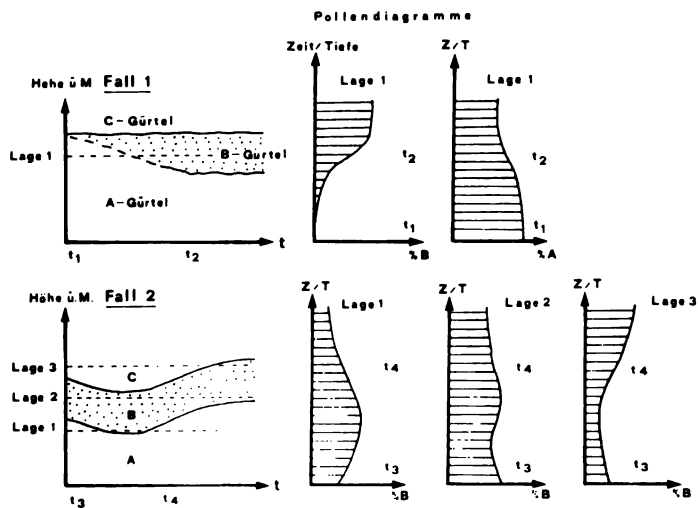 Pollendiagramme
Höhe ü.M. Fall 1
C-Gürtel
Lage 1
B-Gürtel
A-Gürtel
t
t1
t2
Zeit/Tiefe
Lage 1
t2
t1
%B
Z/T
Lage 1
t2
t1
%A
Höhe ü.M. Fall 2
Lage 3
C
Lage 2
B
Lage 1
A
t
t3
t4
Z/T
Lage 1
t4
t3
%B
Z/T
Lage 2
t4
t3
%B
Z/T
Lage 3
t4
t3
%B